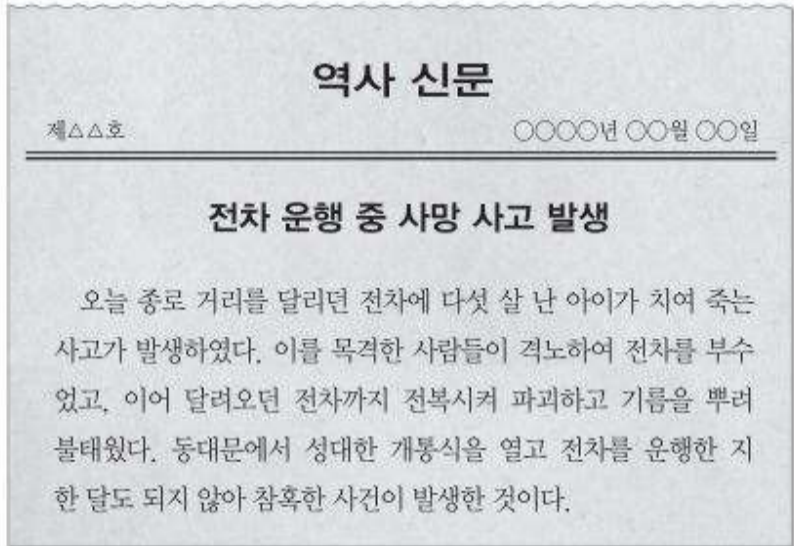 역사 신문
제△△호 ○○○○년 ○○월 ○○일
전차 운행 중 사망 사고 발생
오늘 종로 거리를 달리던 전차에 다섯 살 난 아이가 치여 죽는
사고가 발생하였다. 이를 목격한 사람들이 격노하여 전차를 부수
었고, 이어 달려오던 전차까지 전복시켜 파괴하고 기름을 뿌려
불태웠다. 동대문에서 성대한 개통식을 열고 전차를 운행한 지
한 달도 되지 않아 참혹한 사건이 발생한 것이다.